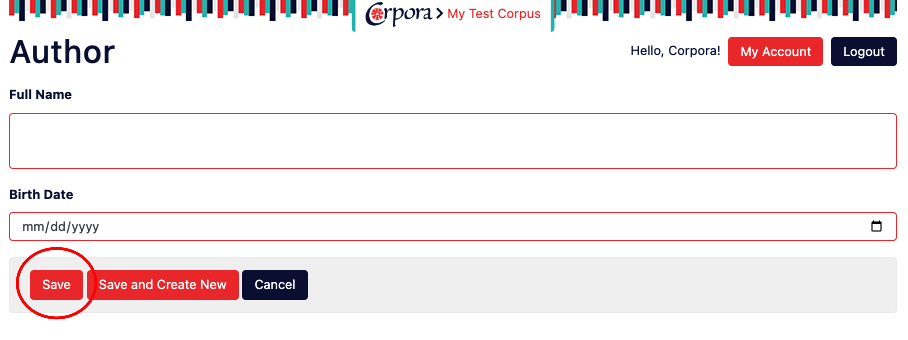 Corpora > My Test Corpus
Author
Hello, Corpora! My Account Logout
Full Name
Birth Date
mm/dd/yyyy
Save Save and Create New Cancel